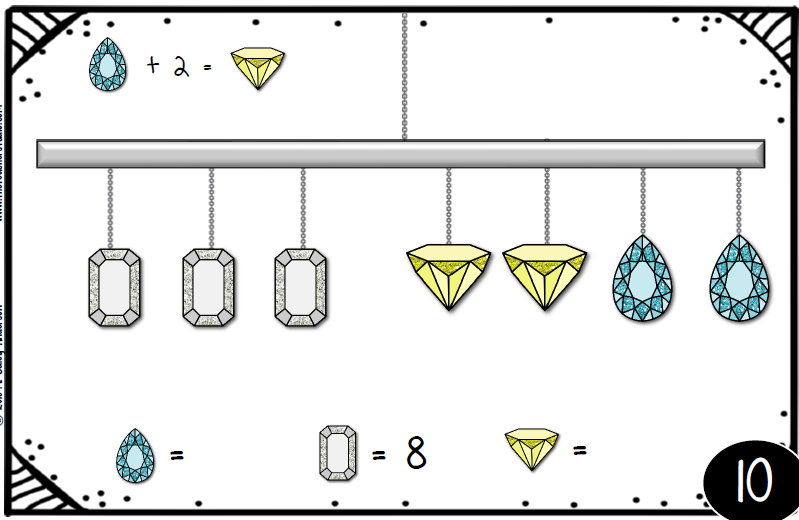 + 2 =
=
= 8
=
10